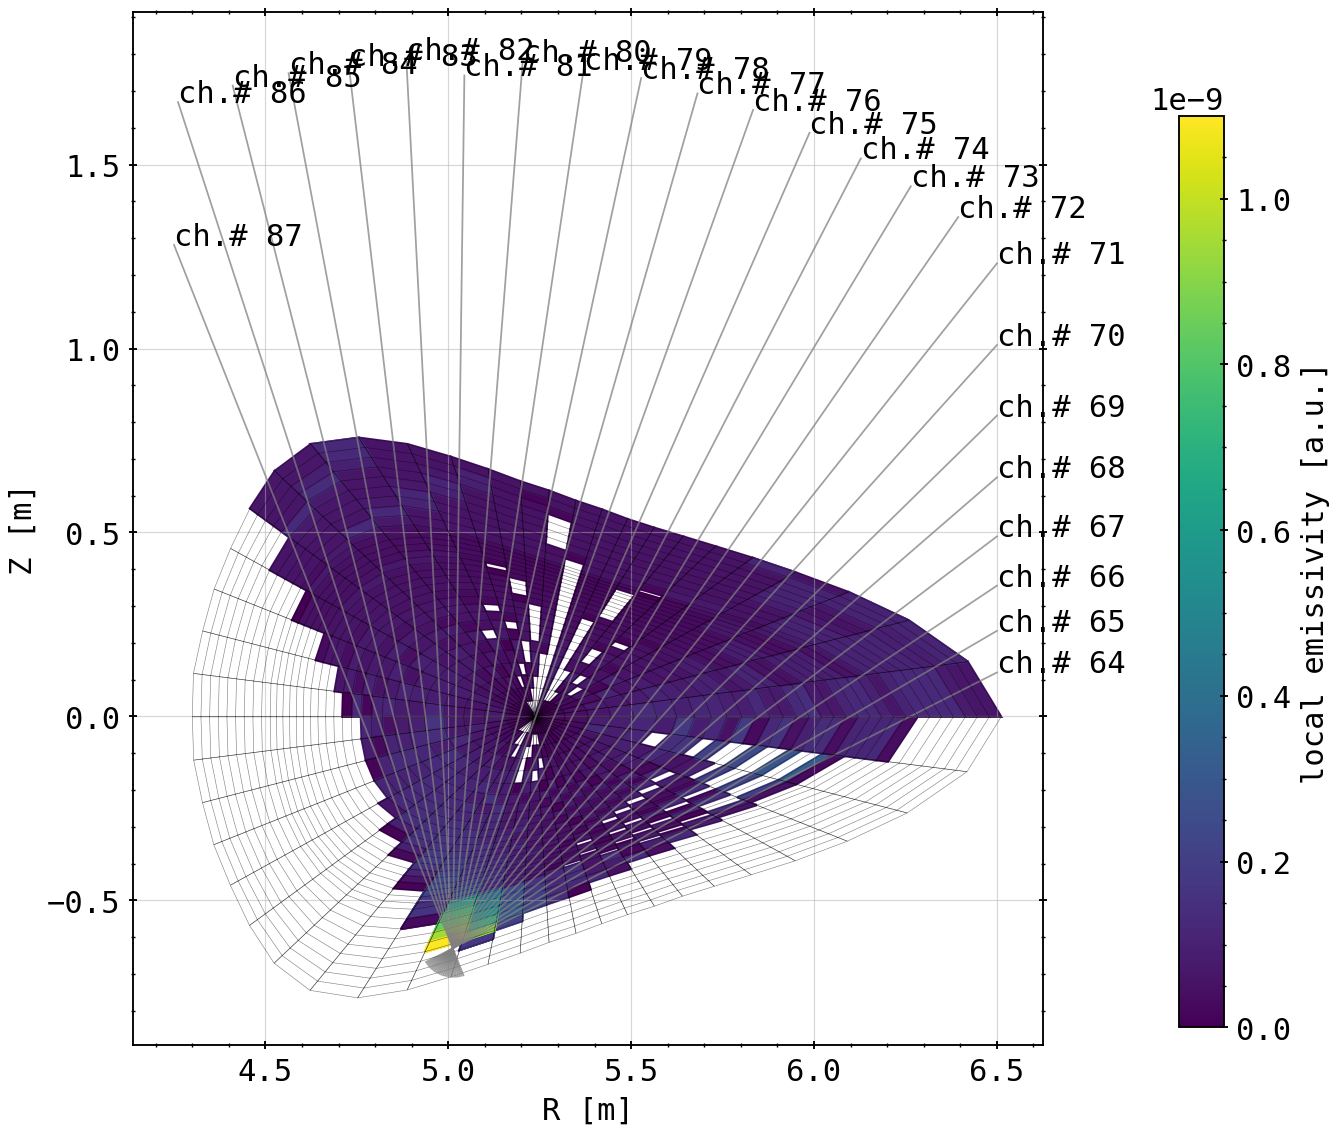 ch.# 82
ch.# 80
ch.# 83
ch.# 79
ch.# 84
ch.# 81
ch.# 78
ch.# 85
ch.# 77
ch.# 86
ch.# 76
ch.# 75
ch.# 74
ch.# 73
ch.# 72
ch.# 87
ch.# 71
ch.# 70
ch.# 69
ch.# 68
ch.# 67
ch.# 66
ch.# 65
ch.# 64
1.5
1.0
0.5
0.0
−0.5
Z [m]
4.5 5.0 5.5 6.0 6.5
R [m]
1e−9
1.0
0.8
0.6
0.4
0.2
0.0
local emissivity [a.u.]